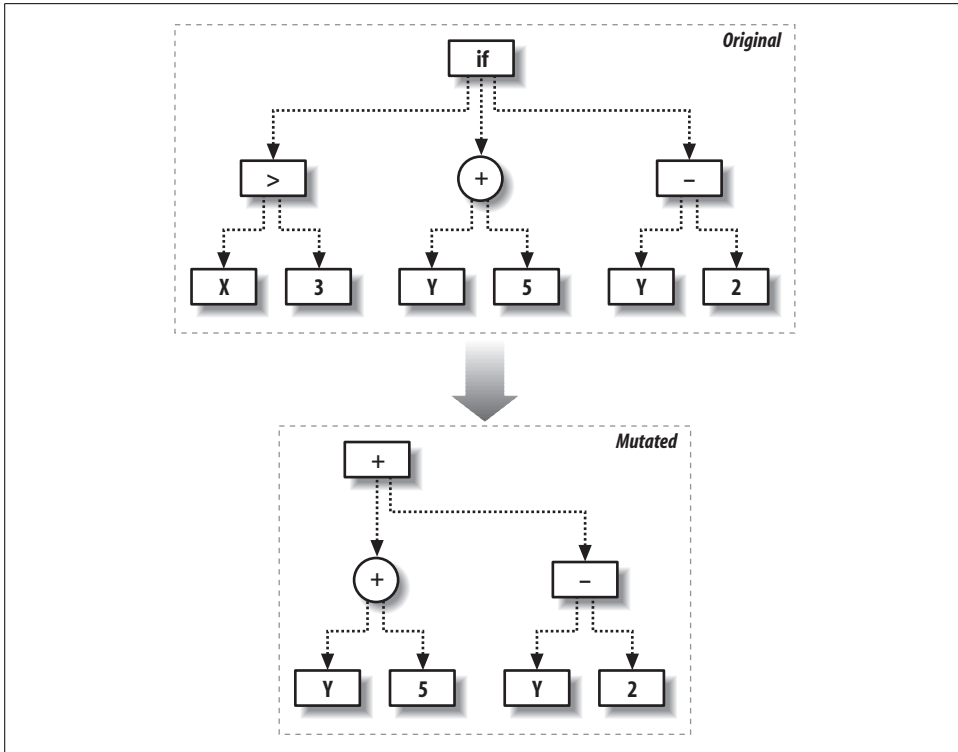 Original
if
> + –
X 3 Y 5 Y 2
Mutated
+
+ –
Y 5 Y 2